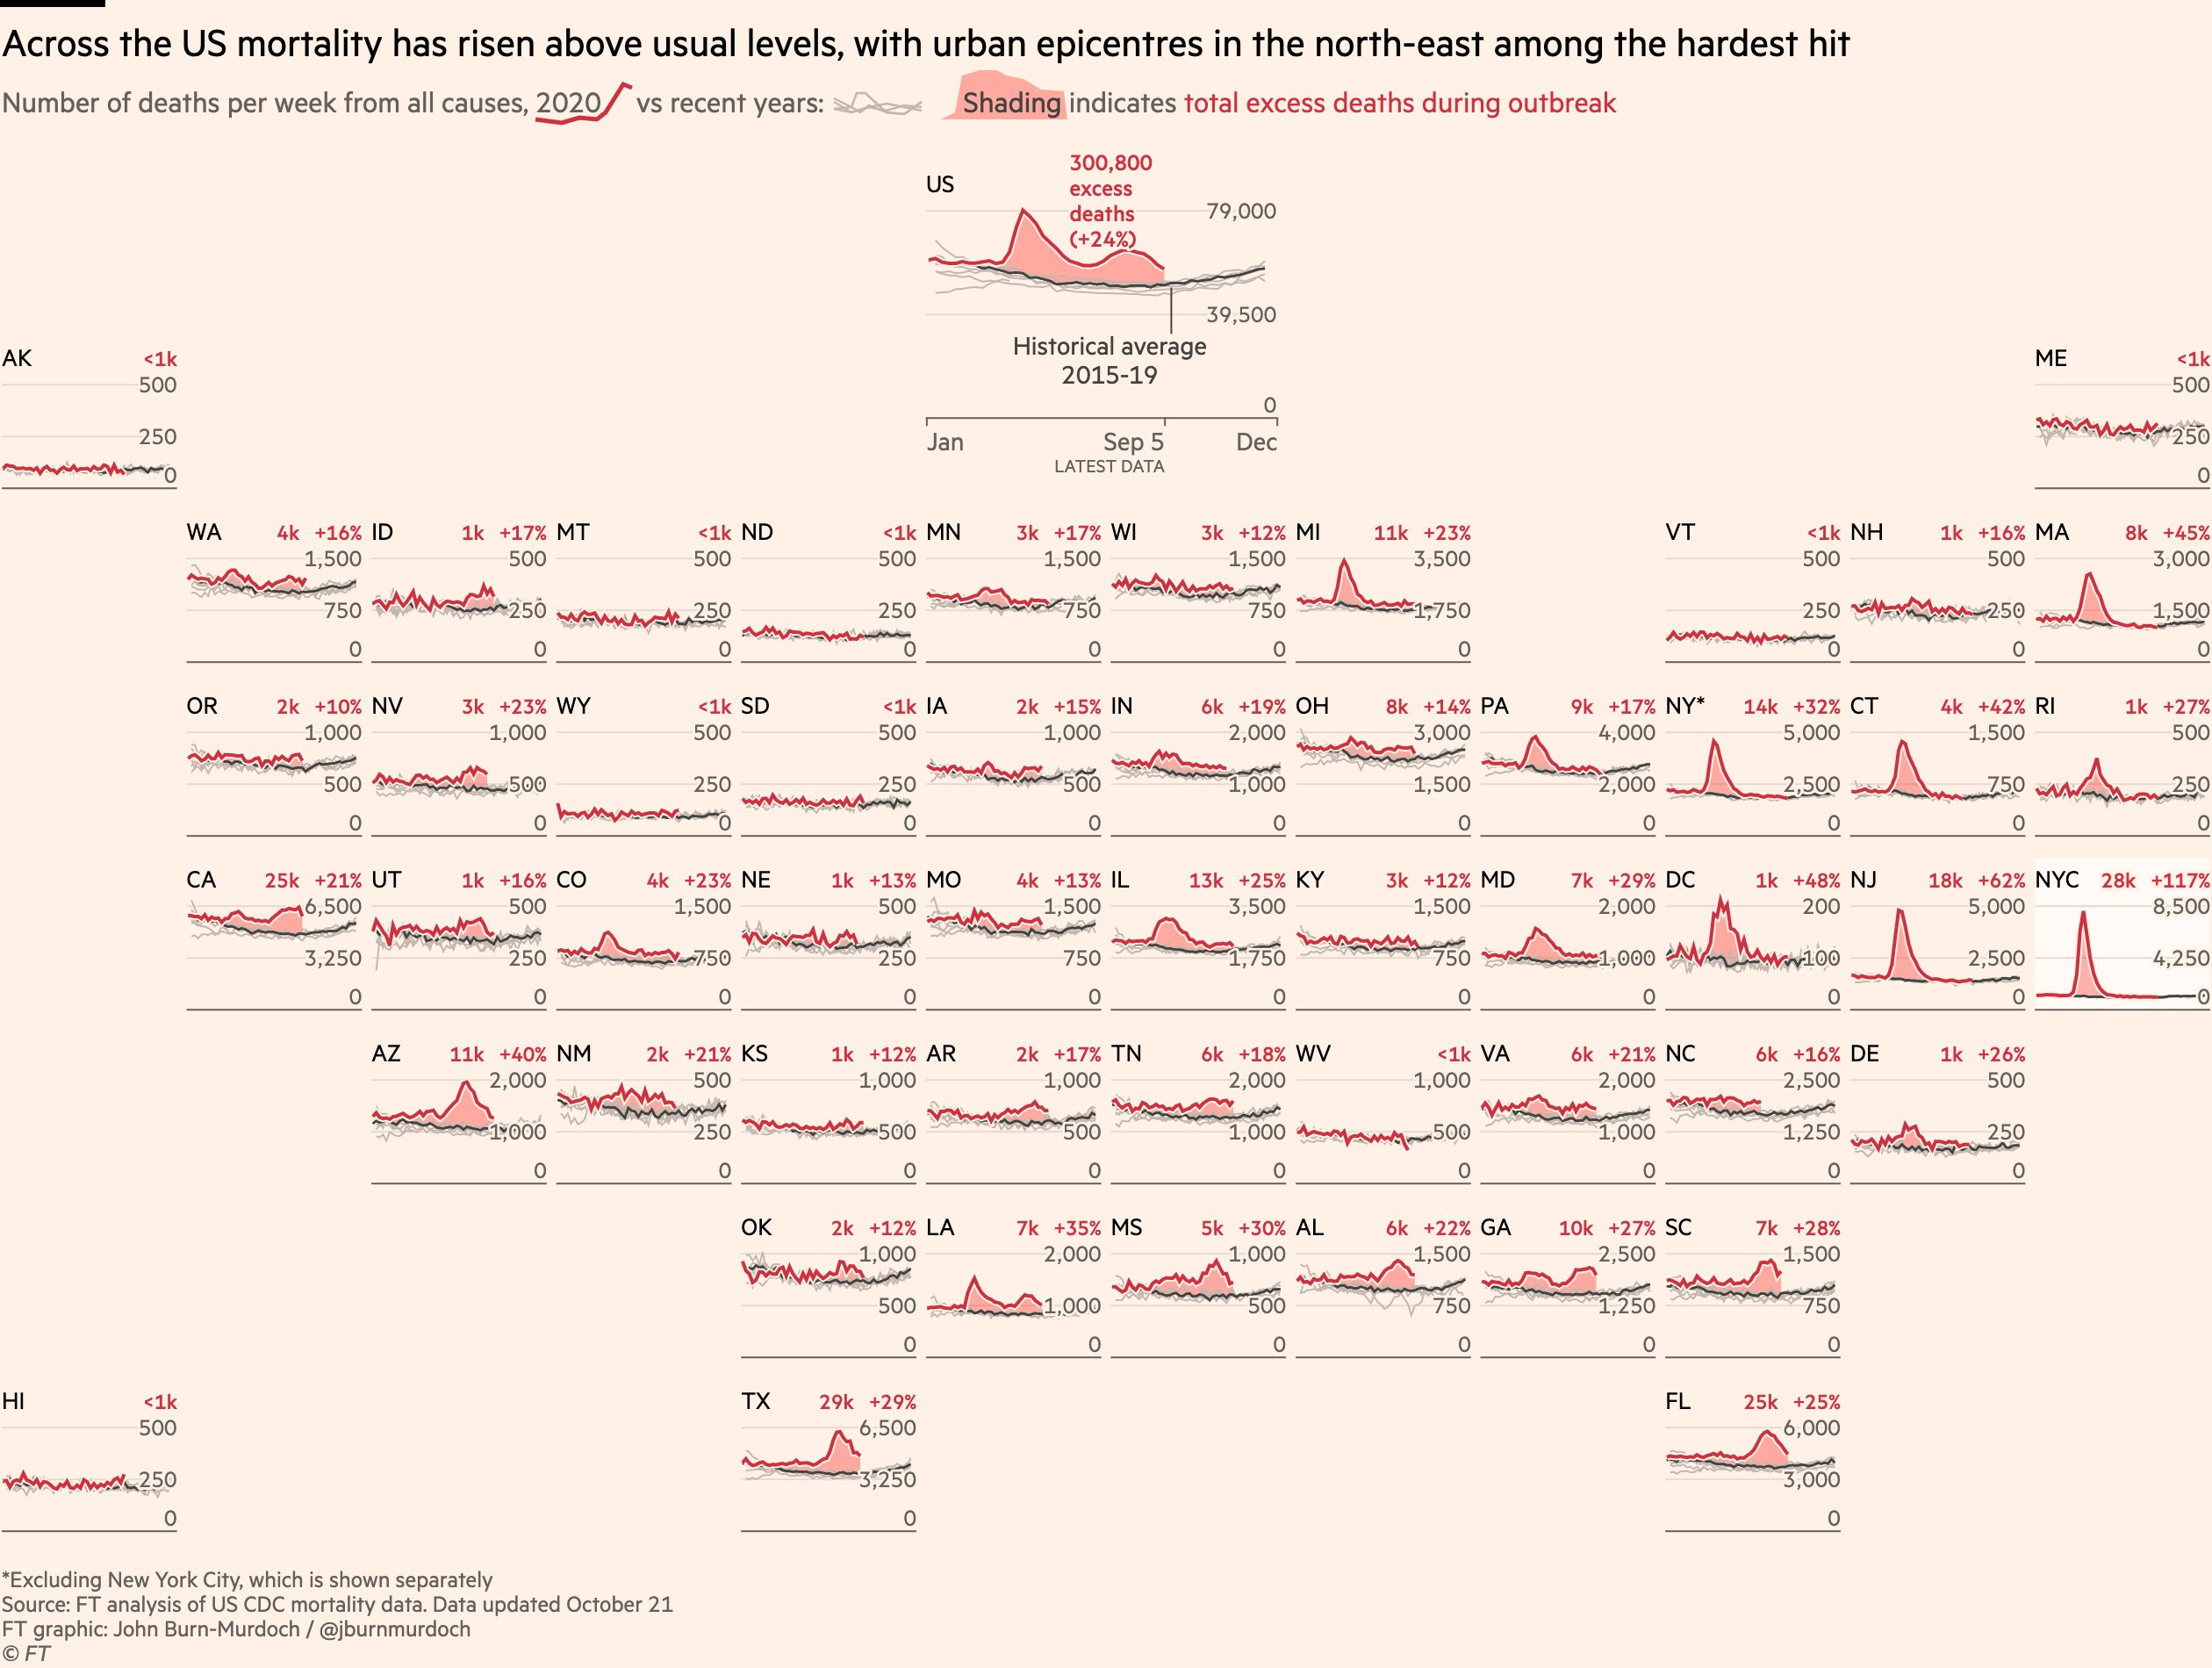 Across the US mortality has risen above usual levels, with urban epicentres in the north-east among the hardest hit
Number of deaths per week from all causes, 2020 vs recent years: Shading indicates total excess deaths during outbreak
US
300,800
excess
deaths
(+24%)
79,000
39,500
Historical average
2015-19
0
Jan Sep 5 Dec
LATEST DATA
AK <1k
500
250
0
ME <1k
500
250
0
WA 4k +16%
1,500
750
0
ID 1k +17%
500
250
0
MT <1k
500
250
0
ND <1k
500
250
0
MN 3k +17%
1,500
750
0
WI 3k +12%
1,500
750
0
MI 11k +23%
3,500
1,750
0
VT <1k
500
250
0
NH 1k +16%
500
250
0
MA 8k +45%
3,000
1,500
0
OR 2k +10%
1,000
500
0
NV 3k +23%
1,000
500
0
WY <1k
500
250
0
SD <1k
500
250
0
IA 2k +15%
1,000
500
0
IN 6k +19%
2,000
1,000
0
OH 8k +14%
3,000
1,500
0
PA 9k +17%
4,000
2,000
0
NY* 14k +32%
5,000
2,500
0
CT 4k +42%
1,500
750
0
RI 1k +27%
500
250
0
CA 25k +21%
6,500
3,250
0
UT 1k +16%
500
250
0
CO 4k +23%
1,500
750
0
NE 1k +13%
500
250
0
MO 4k +13%
1,500
750
0
IL 13k +25%
3,500
1,750
0
KY 3k +12%
1,500
750
0
MD 7k +29%
2,000
1,000
0
DC 1k +48%
200
100
0
NJ 18k +62%
5,000
2,500
0
NYC 28k +117%
8,500
4,250
0
AZ 11k +40%
2,000
1,000
0
NM 2k +21%
500
250
0
KS 1k +12%
1,000
500
0
AR 2k +17%
1,000
500
0
TN 6k +18%
2,000
1,000
0
WV <1k
1,000
500
0
VA 6k +21%
2,000
1,000
0
NC 6k +16%
2,500
1,250
0
DE 1k +26%
500
250
0
OK 2k +12%
1,000
500
0
LA 7k +35%
2,000
1,000
0
MS 5k +30%
1,000
500
0
AL 6k +22%
1,500
750
0
GA 10k +27%
2,500
1,250
0
SC 7k +28%
1,500
750
0
HI <1k
500
250
0
TX 29k +29%
6,500
3,250
0
FL 25k +25%
6,000
3,000
0
*Excluding New York City, which is shown separately
Source: FT analysis of US CDC mortality data. Data updated October 21
FT graphic: John Burn-Murdoch / @jburnmurdoch
© FT